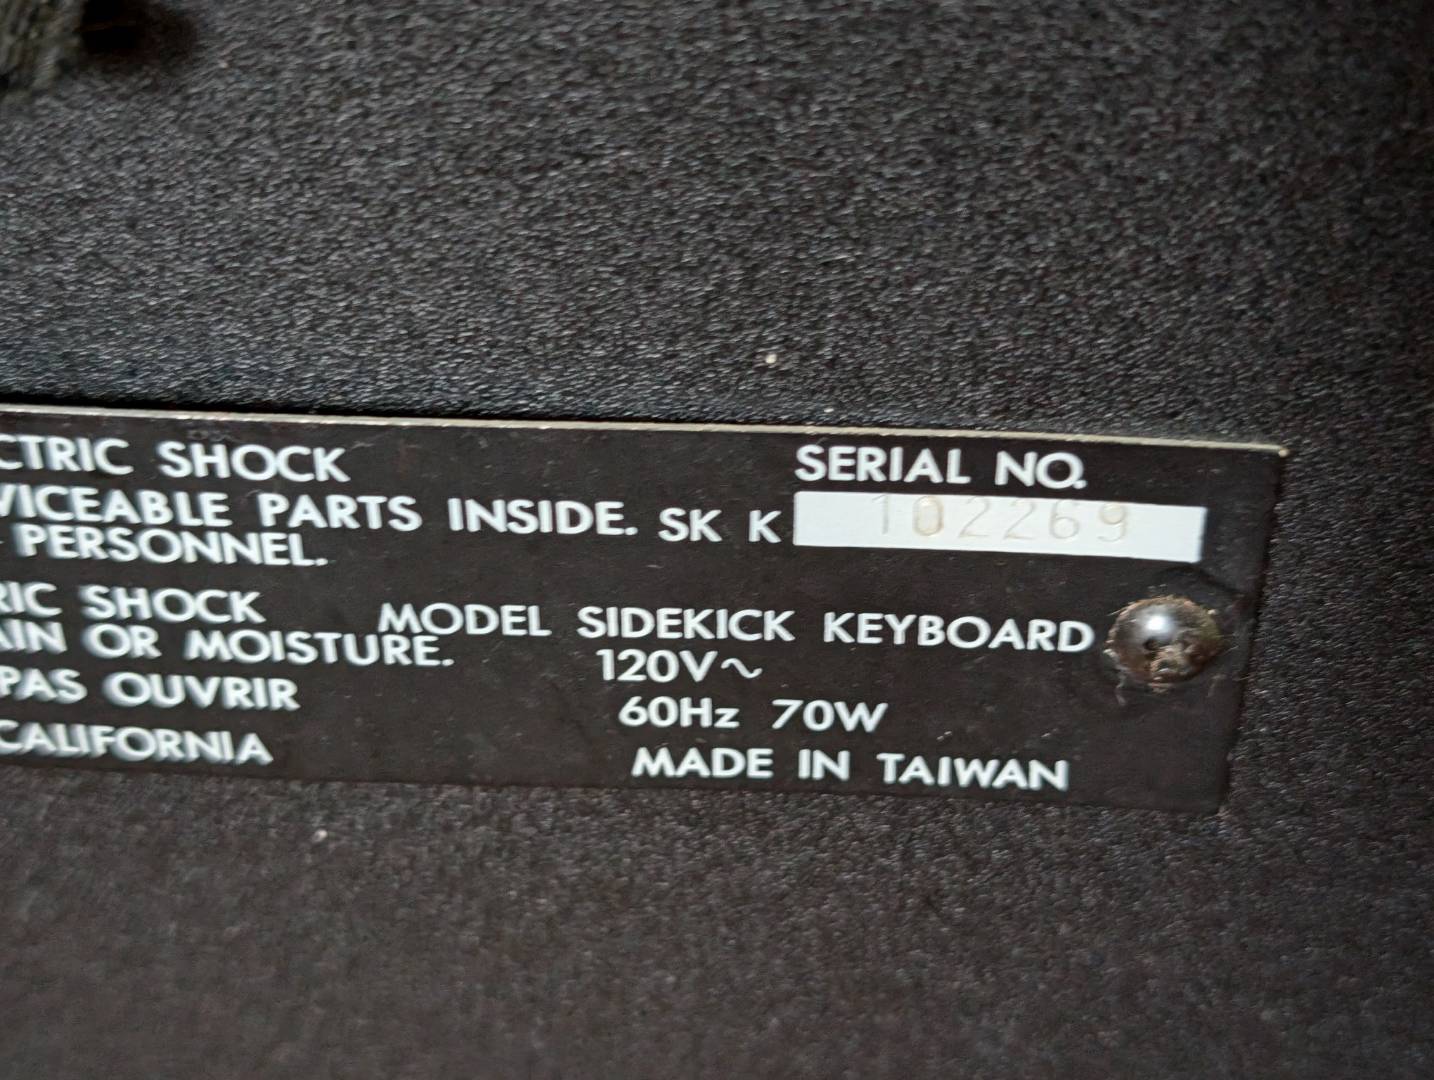 CTRIC SHOCK
VICEABLE PARTS INSIDE.
PERSONNEL.
RIC SHOCK
AIN OR MOISTURE.
PAS OUVRIR
CALIFORNIA
SERIAL NO.
SK K 102269
MODEL SIDEKICK KEYBOARD
120V~
60Hz 70W
MADE IN TAIWAN